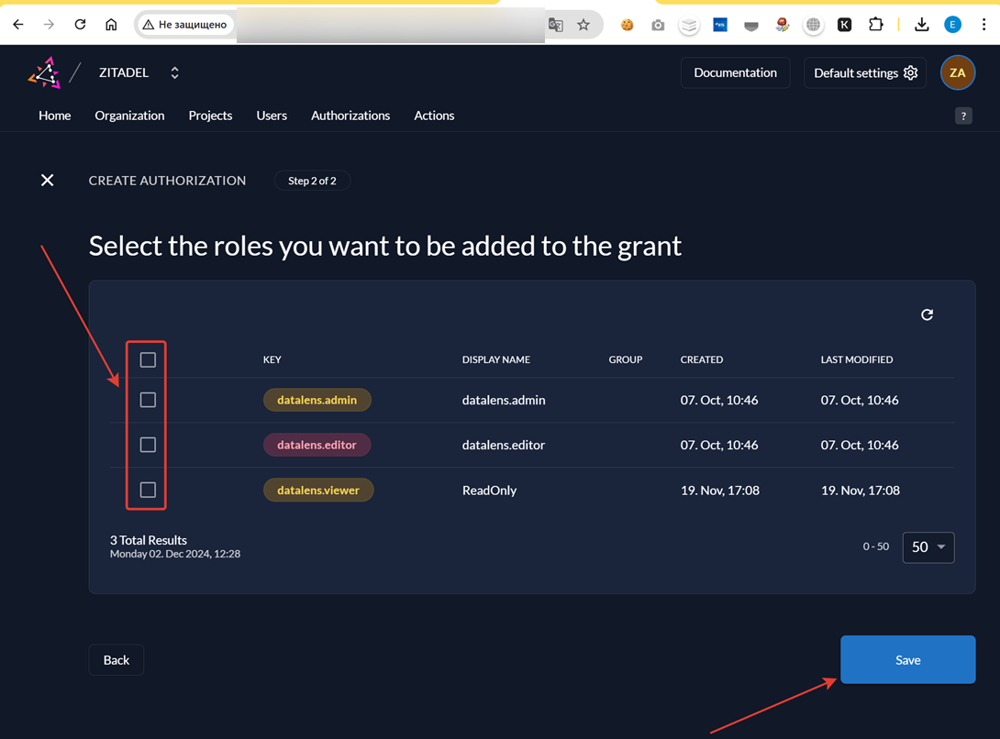 Не защищено
E
ZITADEL
Documentation
Default settings
ZA
Home Organization Projects Users Authorizations Actions
?
CREATE AUTHORIZATION
Step 2 of 2
Select the roles you want to be added to the grant
KEY DISPLAY NAME GROUP CREATED LAST MODIFIED
datalens.admin datalens.admin 07. Oct, 10:46 07. Oct, 10:46
datalens.editor datalens.editor 07. Oct, 10:46 07. Oct, 10:46
datalens.viewer ReadOnly 19. Nov, 17:08 19. Nov, 17:08
3 Total Results
Monday 02. Dec 2024, 12:28
0 - 50
50
Back
Save